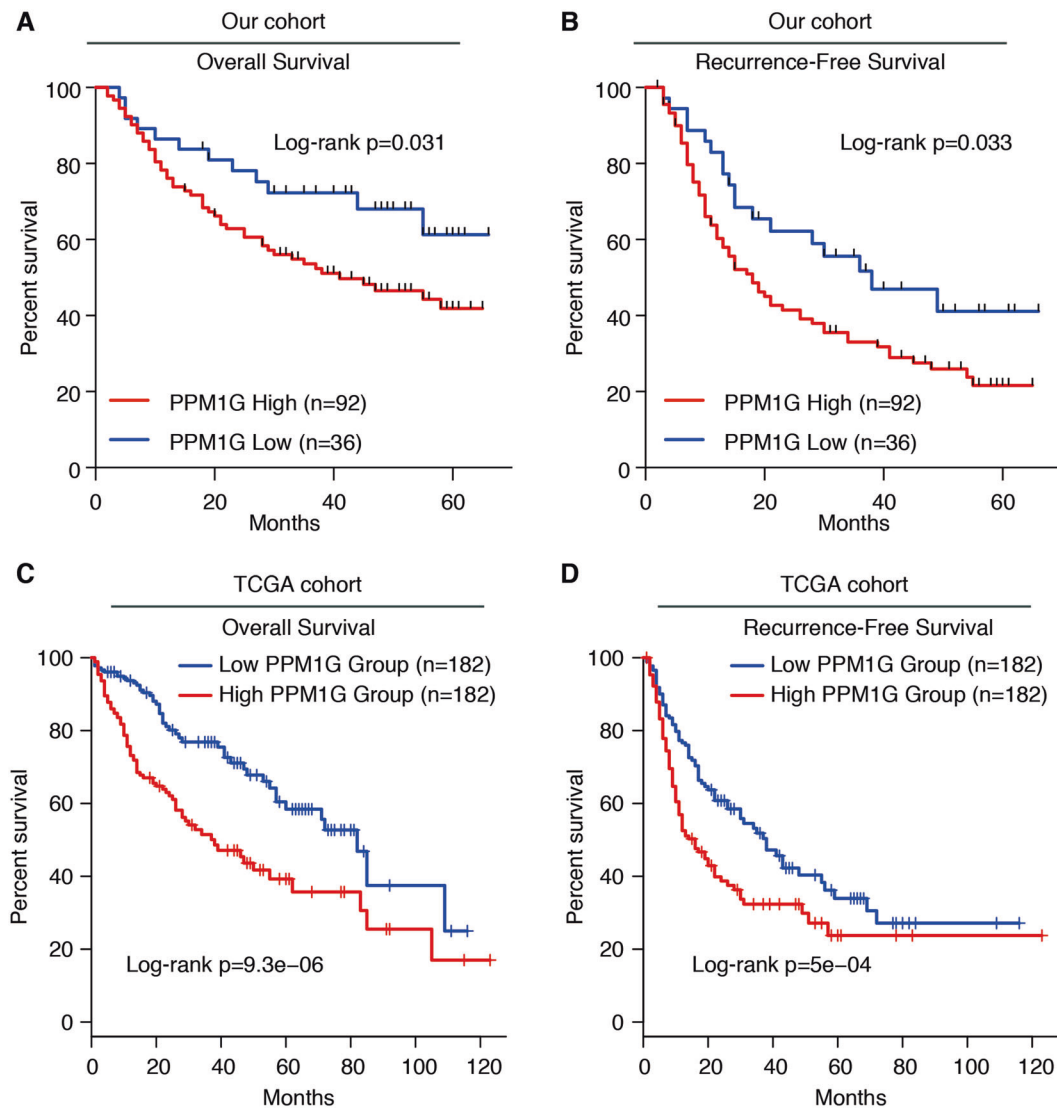 A
Our cohort
Overall Survival
100
80
60
40
20
0
Percent survival
Log-rank p=0.031
PPM1G High (n=92)
PPM1G Low (n=36)
0 20 40 60
Months
B
Our cohort
Recurrence-Free Survival
100
80
60
40
20
0
Percent survival
Log-rank p=0.033
PPM1G High (n=92)
PPM1G Low (n=36)
0 20 40 60
Months
C
TCGA cohort
Overall Survival
100
80
60
40
20
0
Percent survival
Low PPM1G Group (n=182)
High PPM1G Group (n=182)
Log-rank p=9.3e−06
0 20 40 60 80 100 120
Months
D
TCGA cohort
Recurrence-Free Survival
100
80
60
40
20
0
Percent survival
Low PPM1G Group (n=182)
High PPM1G Group (n=182)
Log-rank p=5e−04
0 20 40 60 80 100 120
Months